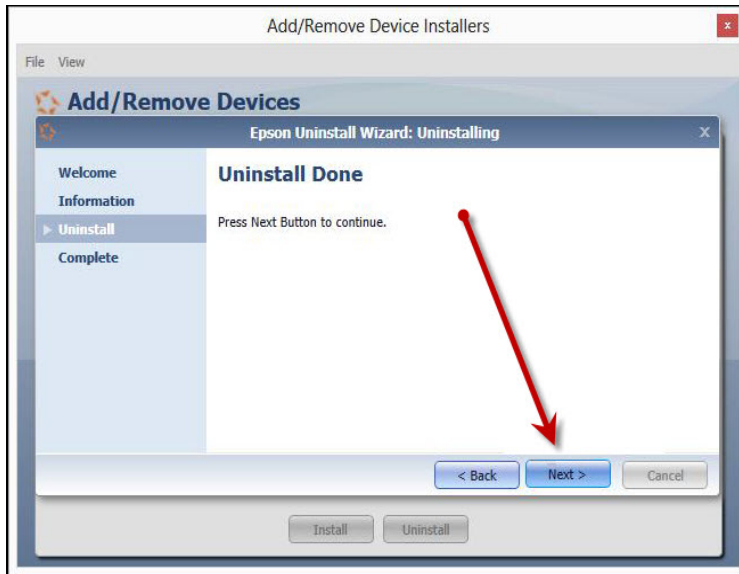 Add/Remove Device Installers
x
File View
Add/Remove Devices
Epson Uninstall Wizard: Uninstalling
X
Welcome
Information
Uninstall
Complete
Uninstall Done
Press Next Button to continue.
< Back Next > Cancel
Install Uninstall